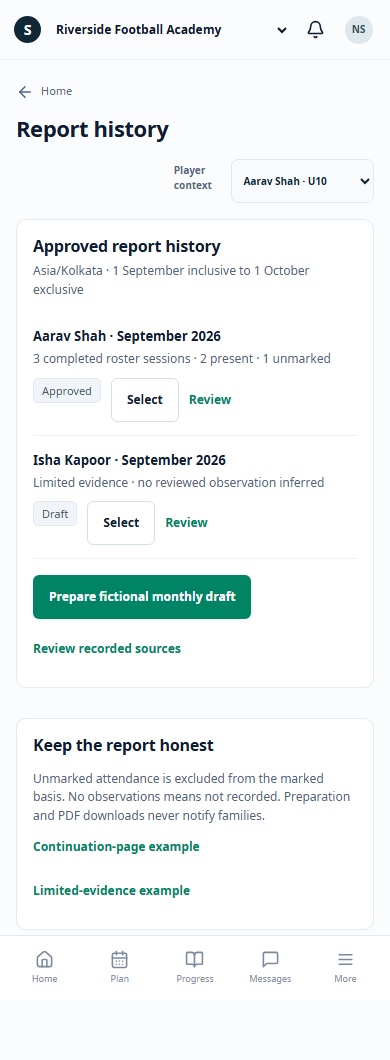 S
Riverside Football Academy
NS
Home
Report history
Player
context
Aarav Shah · U10
Approved report history
Asia/Kolkata · 1 September inclusive to 1 October
exclusive
Aarav Shah · September 2026
3 completed roster sessions · 2 present · 1 unmarked
Approved
Select
Review
Isha Kapoor · September 2026
Limited evidence · no reviewed observation inferred
Draft
Select
Review
Prepare fictional monthly draft
Review recorded sources
Keep the report honest
Unmarked attendance is excluded from the marked
basis. No observations means not recorded. Preparation
and PDF downloads never notify families.
Continuation-page example
Limited-evidence example
Home
Plan
Progress
Messages
More